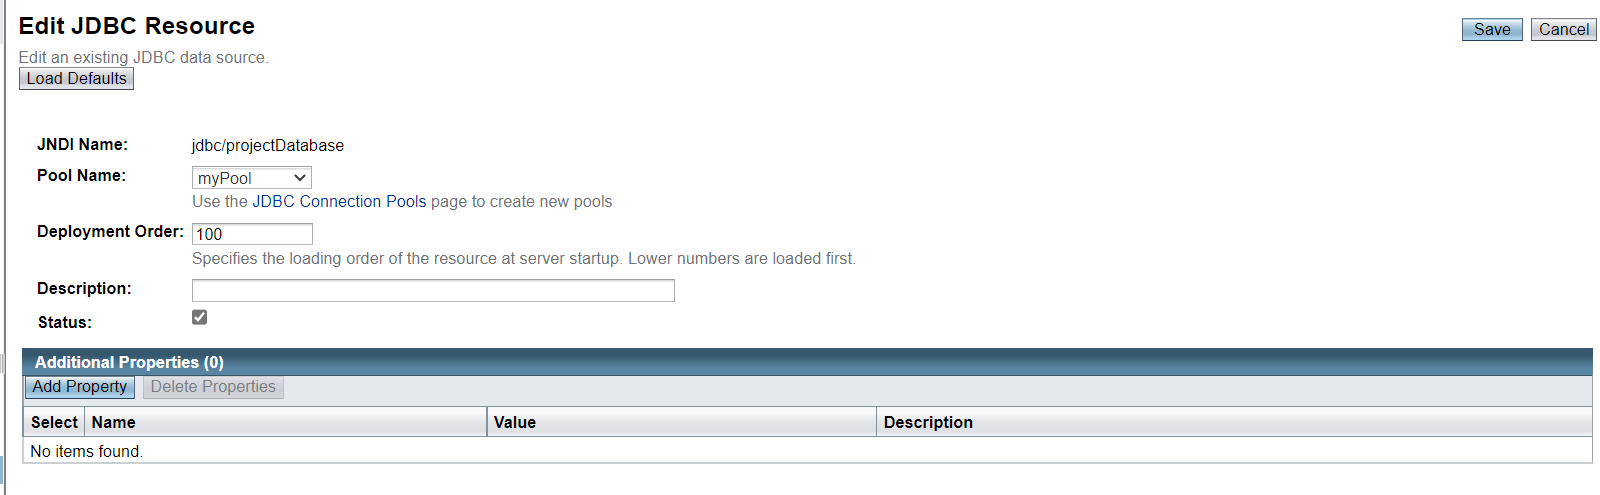 Edit JDBC Resource
Save Cancel
Edit an existing JDBC data source.
Load Defaults
JNDI Name: jdbc/projectDatabase
Pool Name: myPool
Use the JDBC Connection Pools page to create new pools
Deployment Order: 100
Specifies the loading order of the resource at server startup. Lower numbers are loaded first.
Description:
Status:
Additional Properties (0)
Add Property Delete Properties
Select Name Value Description
No items found.